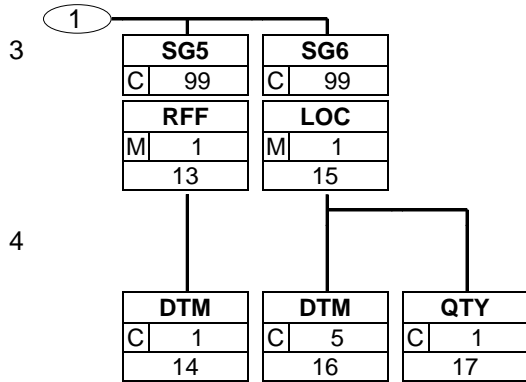 1
3
SG5 SG6
C 99 C 99
RFF LOC
M 1 M 1
13 15
4
DTM DTM QTY
C 1 C 5 C 1
14 16 17